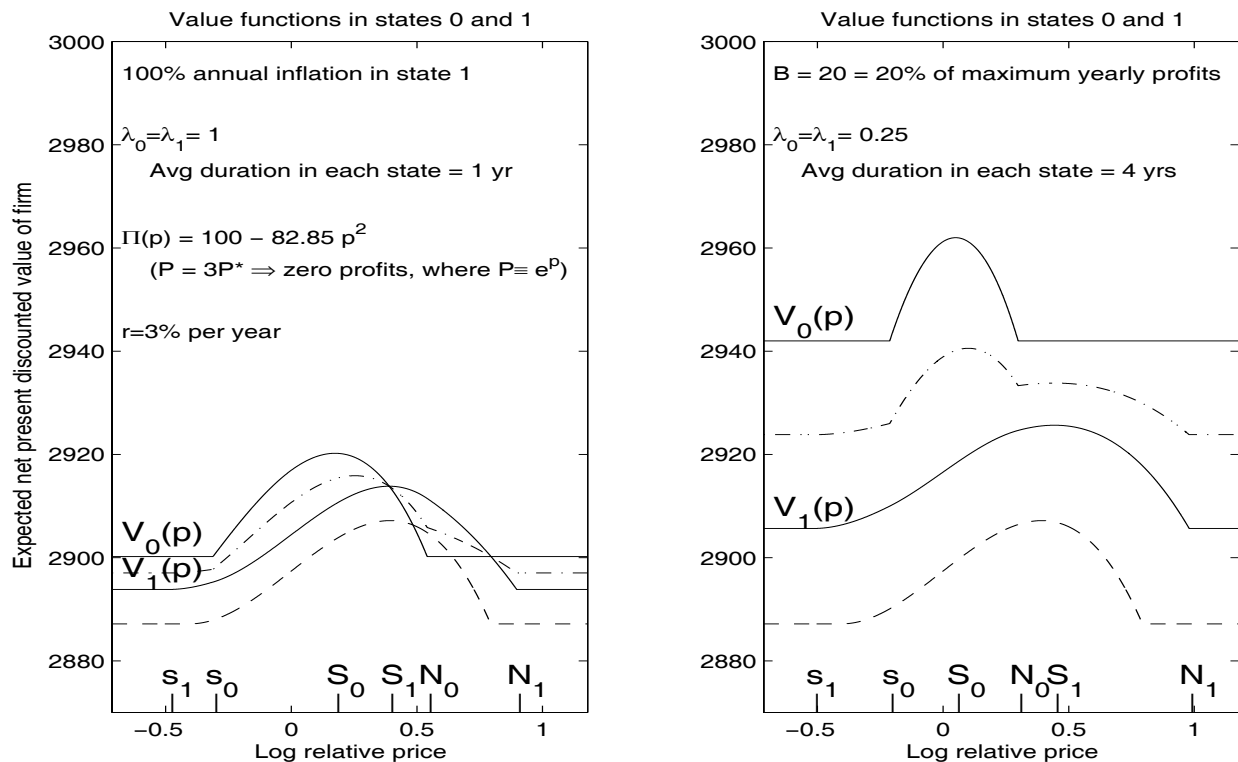 Value functions in states 0 and 1
Expected net present discounted value of firm
3000
2980
2960
2940
2920
2900
2880
100% annual inflation in state 1
λ₀=λ₁= 1
Avg duration in each state = 1 yr
Π(p) = 100 − 82.85 p²
(P = 3P* ⇒ zero profits, where P≡ eᵖ)
r=3% per year
V₀(p)
V₁(p)
s₁ s₀ S₀ S₁ N₀ N₁
−0.5 0 0.5 1
Log relative price
Value functions in states 0 and 1
3000
2980
2960
2940
2920
2900
2880
B = 20 = 20% of maximum yearly profits
λ₀=λ₁= 0.25
Avg duration in each state = 4 yrs
V₀(p)
V₁(p)
s₁ s₀ S₀ N₀ S₁ N₁
−0.5 0 0.5 1
Log relative price